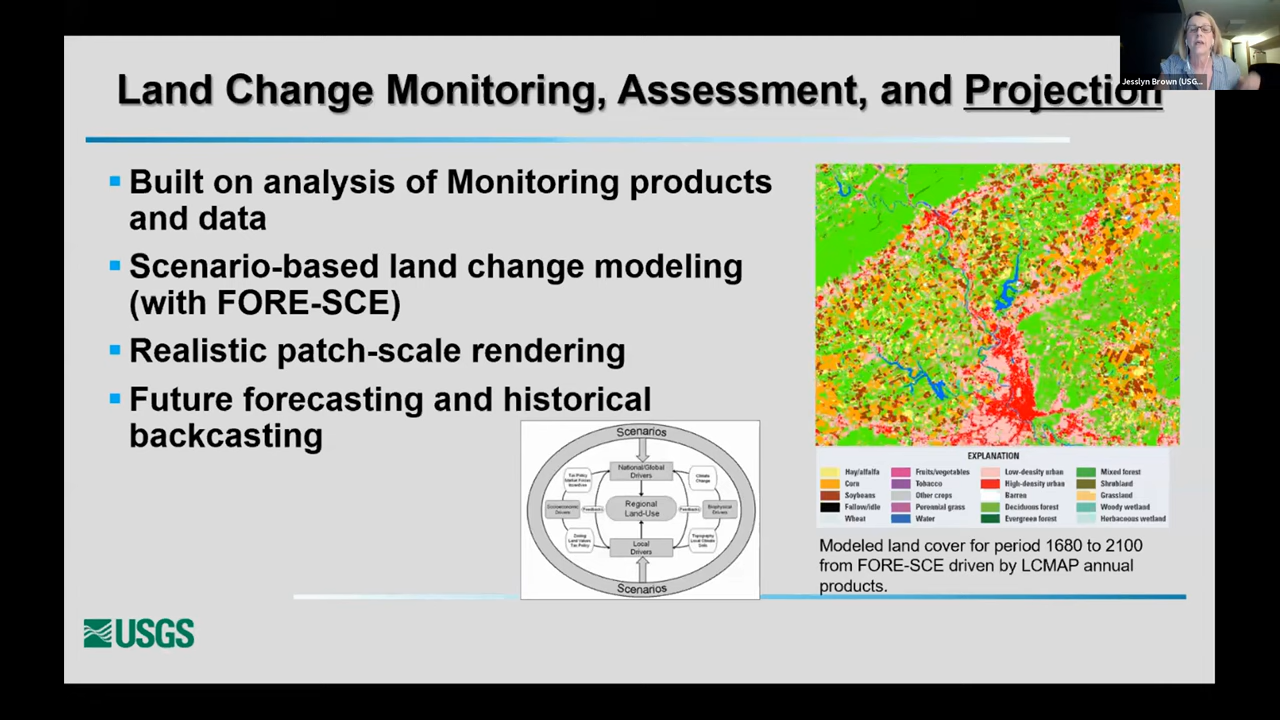 Land Change Monitoring, Assessment, and Projection
Jesslyn Brown (USG...
Built on analysis of Monitoring products
and data
Scenario-based land change modeling
(with FORE-SCE)
Realistic patch-scale rendering
Future forecasting and historical
backcasting
Scenarios
National/Global
Drivers
Tax Policy
Market Forces
Incentives
Climate
Change
Socioeconomic
Drivers
Feedback
Regional
Land-Use
Feedback
Biophysical
Drivers
Zoning
Land Values
Tax Policy
Local
Drivers
Topography
Local Climate
Soils
Scenarios
EXPLANATION
Hay/alfalfa
Corn
Soybeans
Fallow/idle
Wheat
Fruits/vegetables
Tobacco
Other crops
Perennial grass
Water
Low-density urban
High-density urban
Barren
Deciduous forest
Evergreen forest
Mixed forest
Shrubland
Grassland
Woody wetland
Herbaceous wetland
Modeled land cover for period 1680 to 2100
from FORE-SCE driven by LCMAP annual
products.
USGS